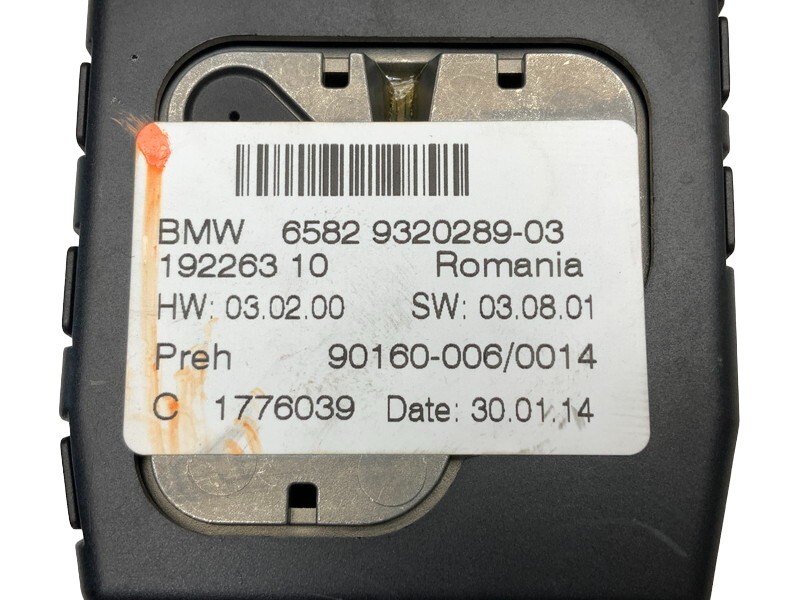 BMW 6582 9320289-03
192263 10 Romania
HW: 03.02.00 SW: 03.08.01
Preh 90160-006/0014
C 1776039 Date: 30.01.14